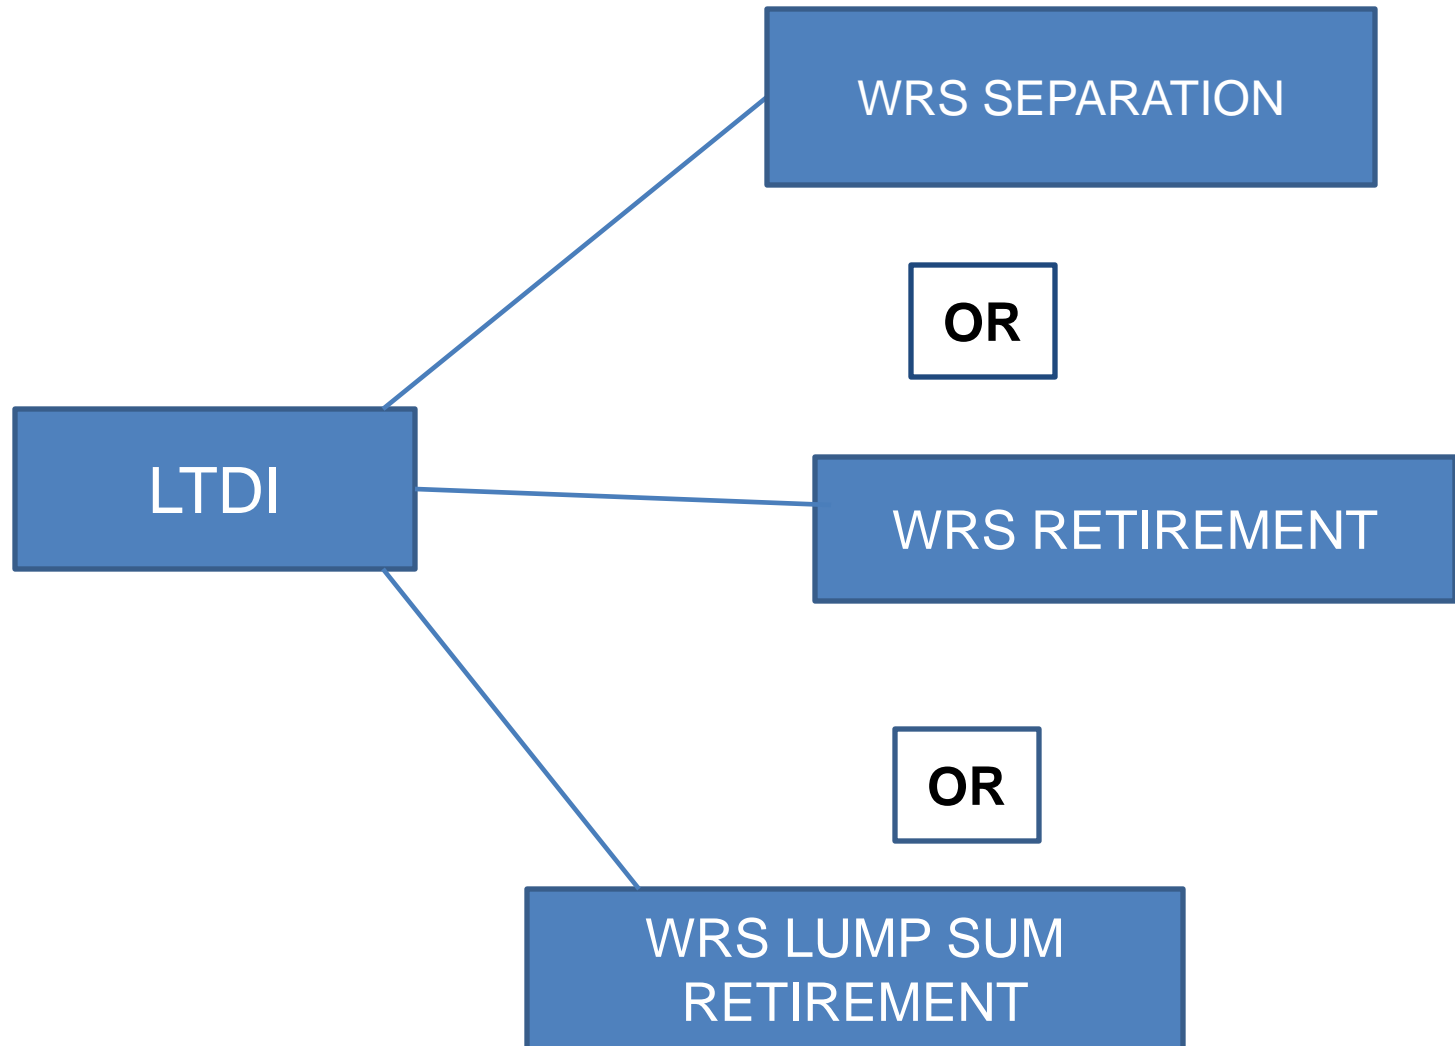 WRS SEPARATION
OR
LTDI
WRS RETIREMENT
OR
WRS LUMP SUM
RETIREMENT